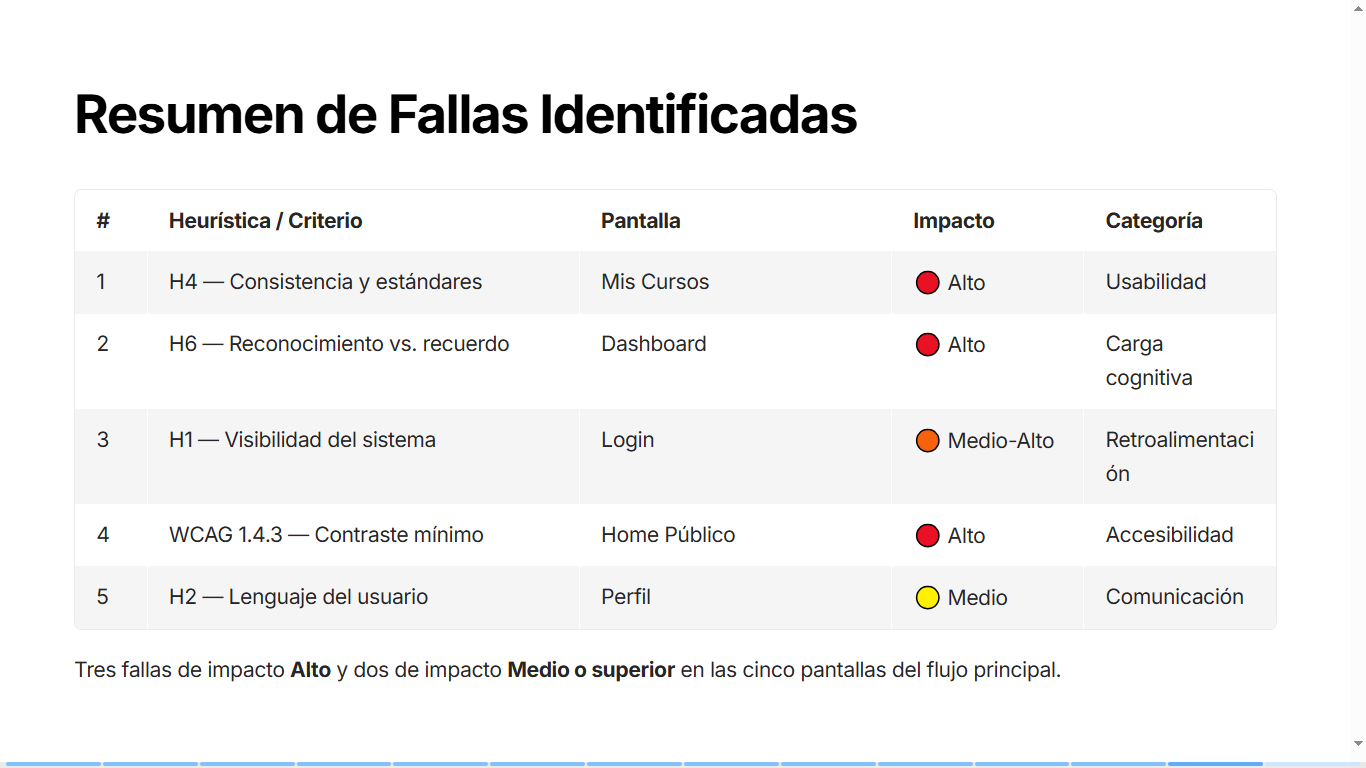 Resumen de Fallas Identificadas
# Heurística / Criterio Pantalla Impacto Categoría
1 H4 — Consistencia y estándares Mis Cursos Alto Usabilidad
2 H6 — Reconocimiento vs. recuerdo Dashboard Alto Carga
cognitiva
3 H1 — Visibilidad del sistema Login Medio-Alto Retroalimentaci
ón
4 WCAG 1.4.3 — Contraste mínimo Home Público Alto Accesibilidad
5 H2 — Lenguaje del usuario Perfil Medio Comunicación
Tres fallas de impacto Alto y dos de impacto Medio o superior en las cinco pantallas del flujo principal.